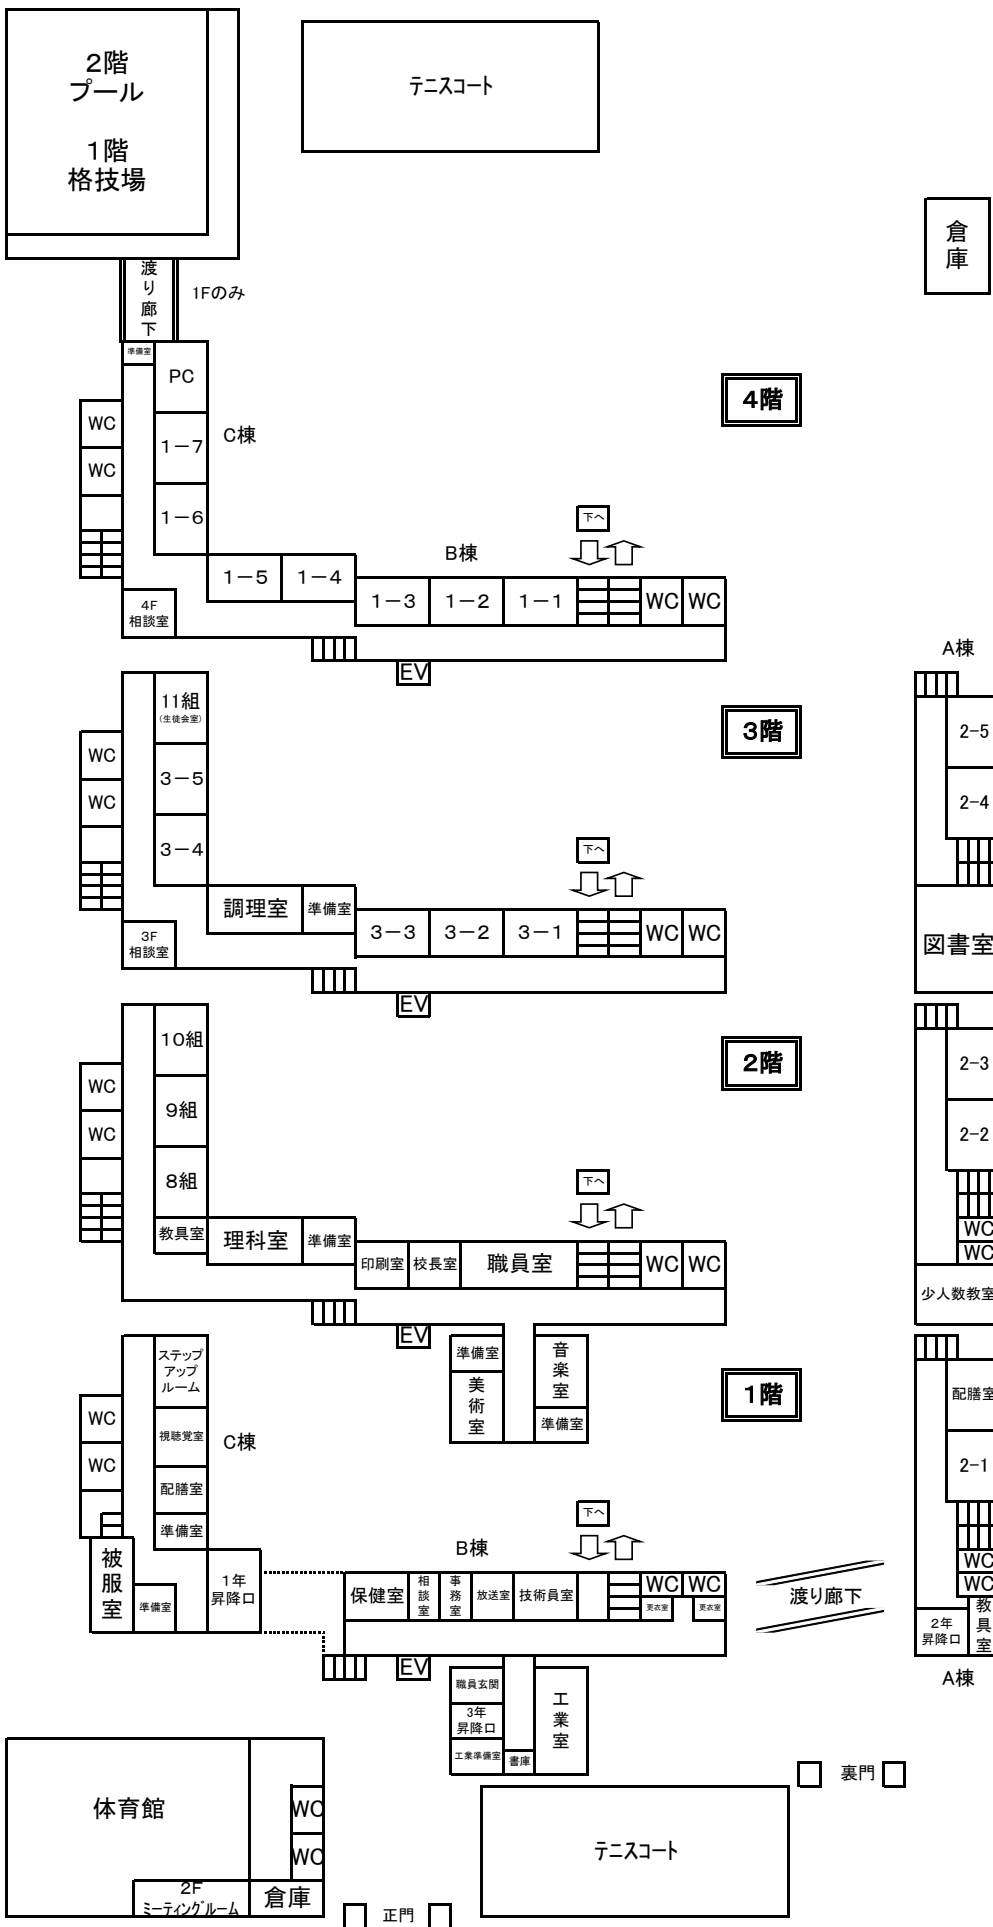 2階
プール
1階
格技場
テニスコート
倉
庫
渡
り
廊
下
1Fのみ
準備室
PC
4階
WC
1－7
C棟
WC
1－6
下へ
B棟
1－5
1－4
1－3
1－2
1－1
WC
WC
4F
相談室
EV
A棟
11組
(生徒会室)
3階
2-5
WC
3－5
WC
2-4
3－4
下へ
調理室
準備室
3－3
3－2
3－1
WC
WC
3F
相談室
図書室
EV
10組
2階
2-3
WC
9組
WC
2-2
8組
下へ
教具室
理科室
準備室
印刷室
校長室
職員室
WC
WC
WC
WC
少人数教室
EV
準備室
美
術
室
音
楽
室
準備室
ステップ
アップ
ルーム
1階
配膳室
WC
視聴覚室
C棟
WC
2-1
配膳室
下へ
準備室
B棟
被
服
室
準備室
1年
昇降口
保健室
相
談
室
事
務
室
放送室
技術員室
WC
WC
更衣室
更衣室
渡り廊下
WC
WC
2年
昇降口
教
具
室
A棟
EV
職員玄関
3年
昇降口
工業準備室
書庫
工
業
室
裏門
体育館
WC
WC
テニスコート
2F
ミーティングルーム
倉庫
正門